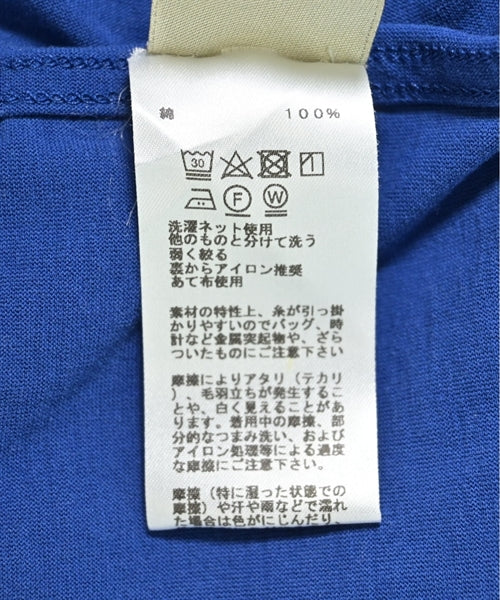 綿 100%
30
F W
洗濯ネット使用
他のものと分けて洗う
弱く絞る
裏からアイロン推奨
あて布使用
素材の特性上、糸が引っ掛
かりやすいのでバッグ、時
計など金属突起物や、ざら
ついたものにご注意下さい
摩擦によりアタリ（テカリ
）、毛羽立ちが発生するこ
とや、白く見えることがあ
ります。着用中の摩擦、部
分的なつまみ洗い、および
アイロン処理等による過度
な摩擦にご注意下さい。
摩擦（特に湿った状態での
摩擦）や汗や雨などで濡れ
た場合は色がにじんだり、